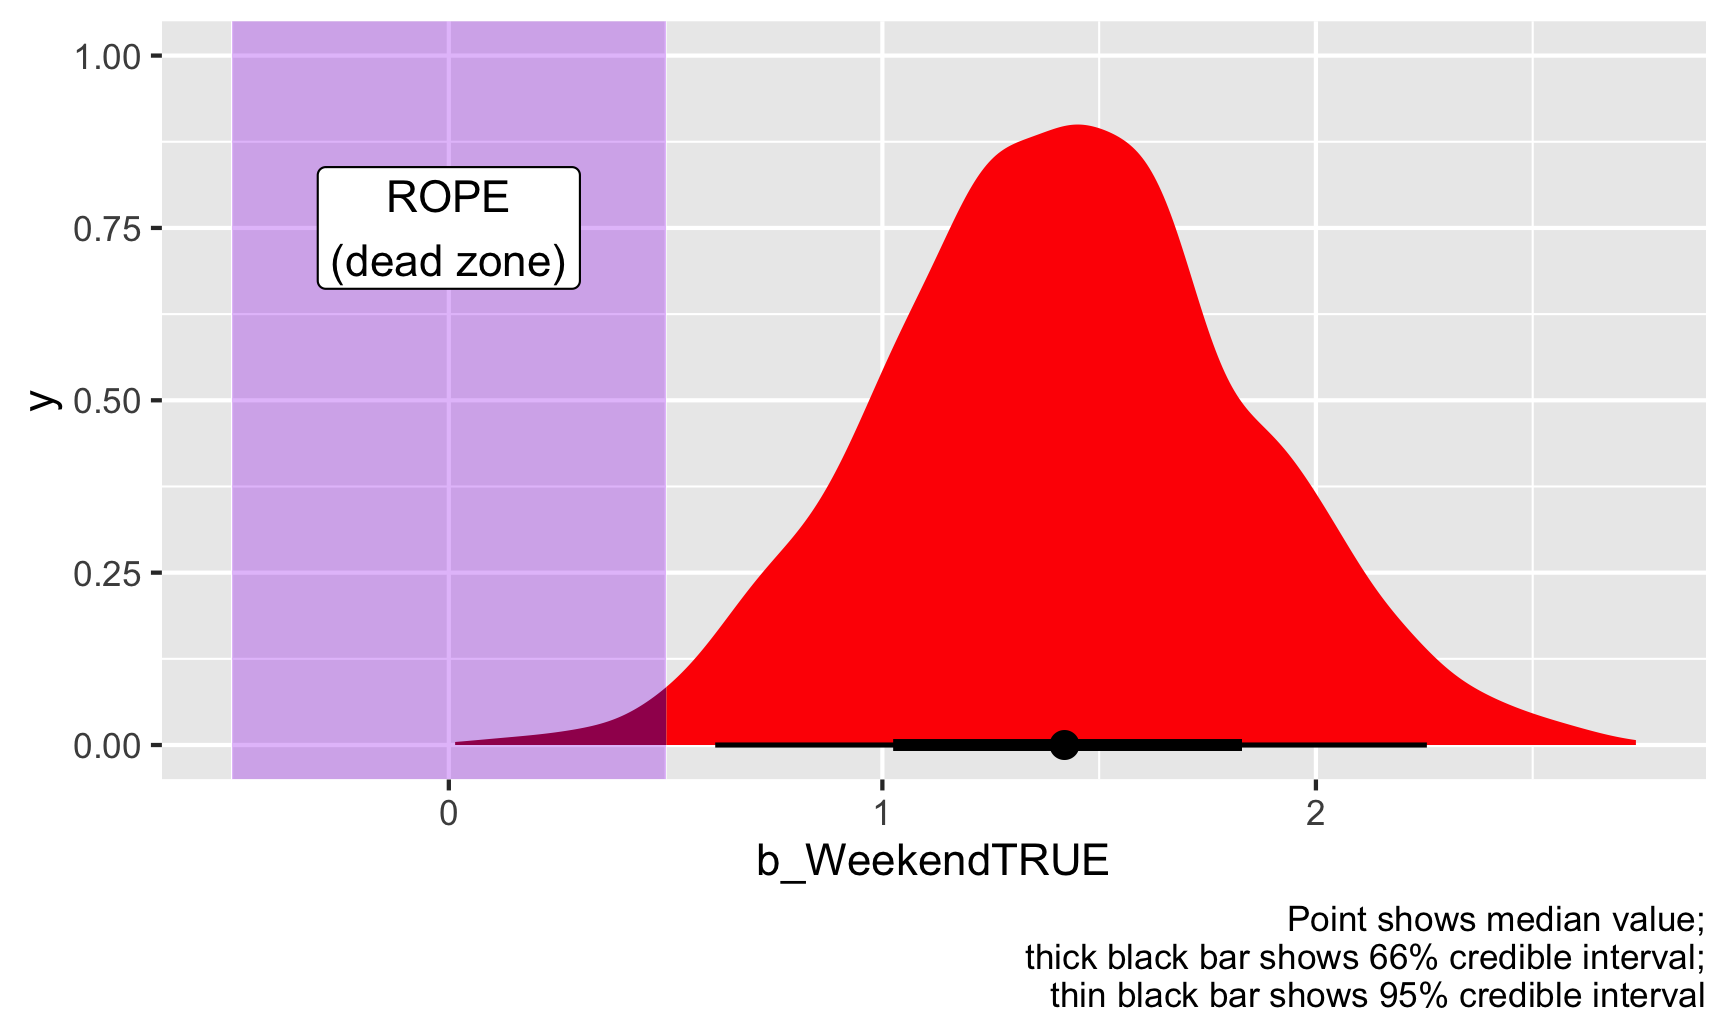 1.00
0.75
0.50
0.25
0.00
y
ROPE
(dead zone)
0 1 2
b_WeekendTRUE
Point shows median value;
thick black bar shows 66% credible interval;
thin black bar shows 95% credible interval